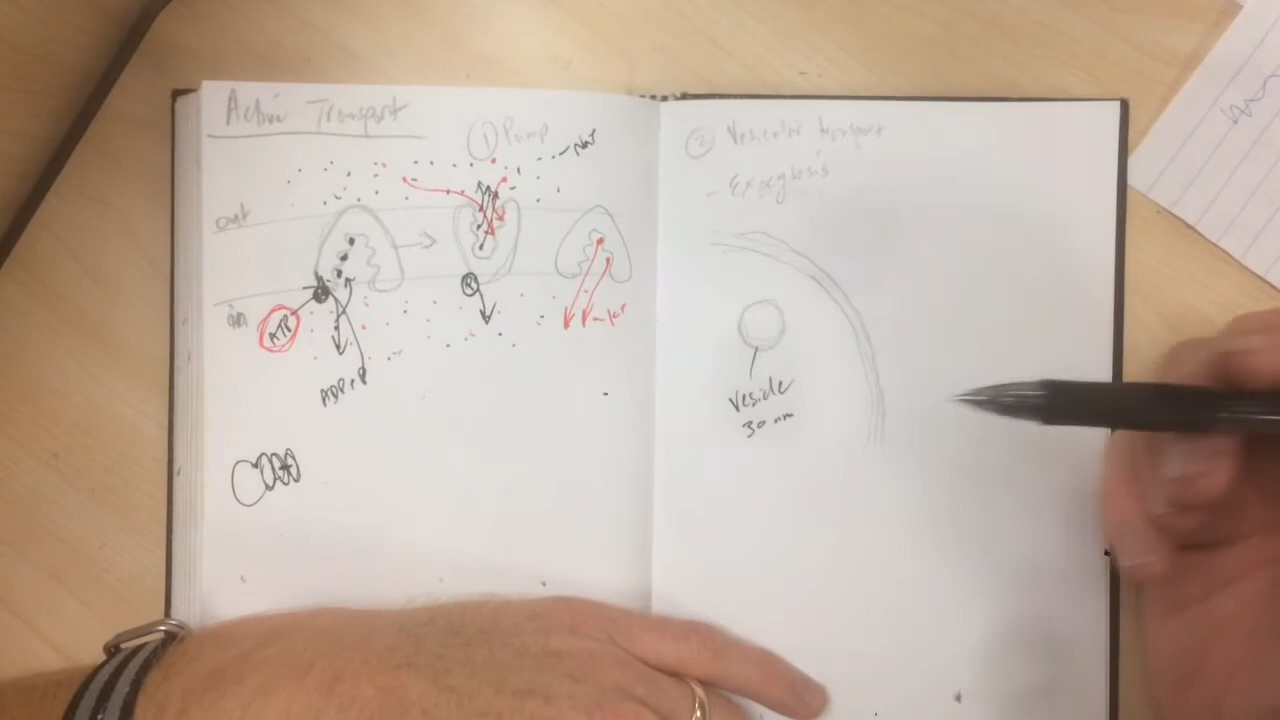 Active Transport
① Pump
Na+
out
in
ATP
P
ADP + P
② Vesicular transport
- Exocytosis
Vesicle
30 nm